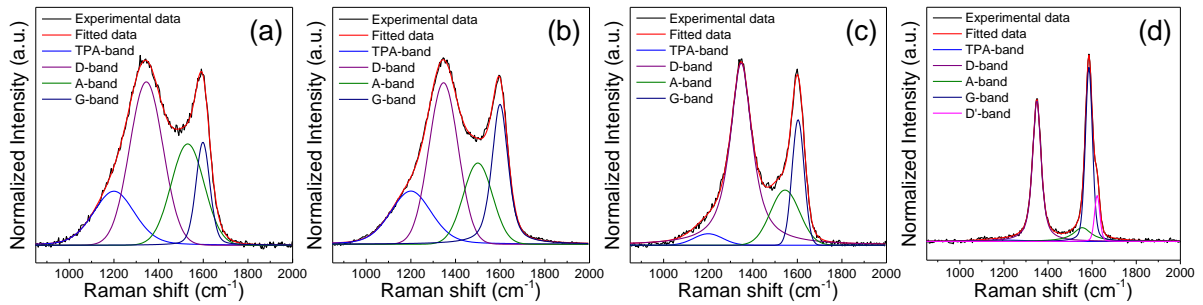 (a)
Experimental data
Fitted data
TPA-band
D-band
A-band
G-band
Normalized Intensity (a.u.)
1000 1200 1400 1600 1800 2000
Raman shift (cm⁻¹)
(b)
Experimental data
Fitted data
TPA-band
D-band
A-band
G-band
Normalized Intensity (a.u.)
1000 1200 1400 1600 1800 2000
Raman shift (cm⁻¹)
(c)
Experimental data
Fitted data
TPA-band
D-band
A-band
G-band
Normalized Intensity (a.u.)
1000 1200 1400 1600 1800 2000
Raman shift (cm⁻¹)
(d)
Experimental data
Fitted data
TPA-band
D-band
A-band
G-band
D'-band
Normalized Intensity (a.u.)
1000 1200 1400 1600 1800 2000
Raman shift (cm⁻¹)